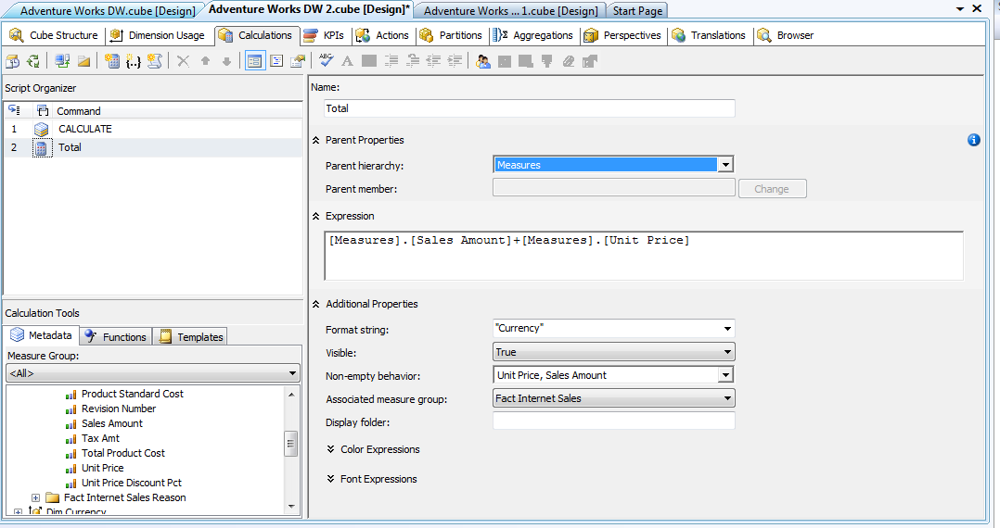 Adventure Works DW.cube [Design]
Adventure Works DW 2.cube [Design]*
Adventure Works ... 1.cube [Design]
Start Page
Cube Structure
Dimension Usage
Calculations
KPIs
Actions
Partitions
Aggregations
Perspectives
Translations
Browser
Script Organizer
Command
1 CALCULATE
2 Total
Calculation Tools
Metadata
Functions
Templates
Measure Group:
<All>
Product Standard Cost
Revision Number
Sales Amount
Tax Amt
Total Product Cost
Unit Price
Unit Price Discount Pct
Fact Internet Sales Reason
Dim Currency
Name:
Total
Parent Properties
Parent hierarchy: Measures
Parent member: Change
Expression
[Measures].[Sales Amount]+[Measures].[Unit Price]
Additional Properties
Format string: "Currency"
Visible: True
Non-empty behavior: Unit Price, Sales Amount
Associated measure group: Fact Internet Sales
Display folder:
Color Expressions
Font Expressions